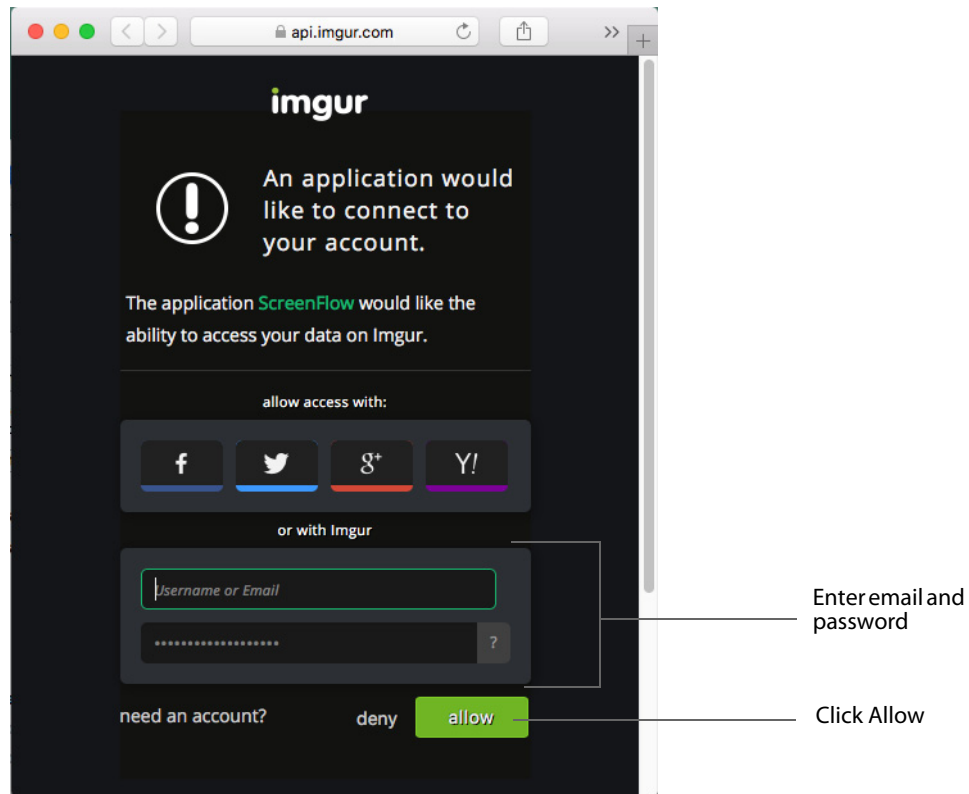 api.imgur.com
imgur
An application would
like to connect to
your account.
The application ScreenFlow would like the
ability to access your data on Imgur.
allow access with:
f g+ Y!
or with Imgur
Username or Email
?
Enter email and
password
need an account? deny allow
Click Allow